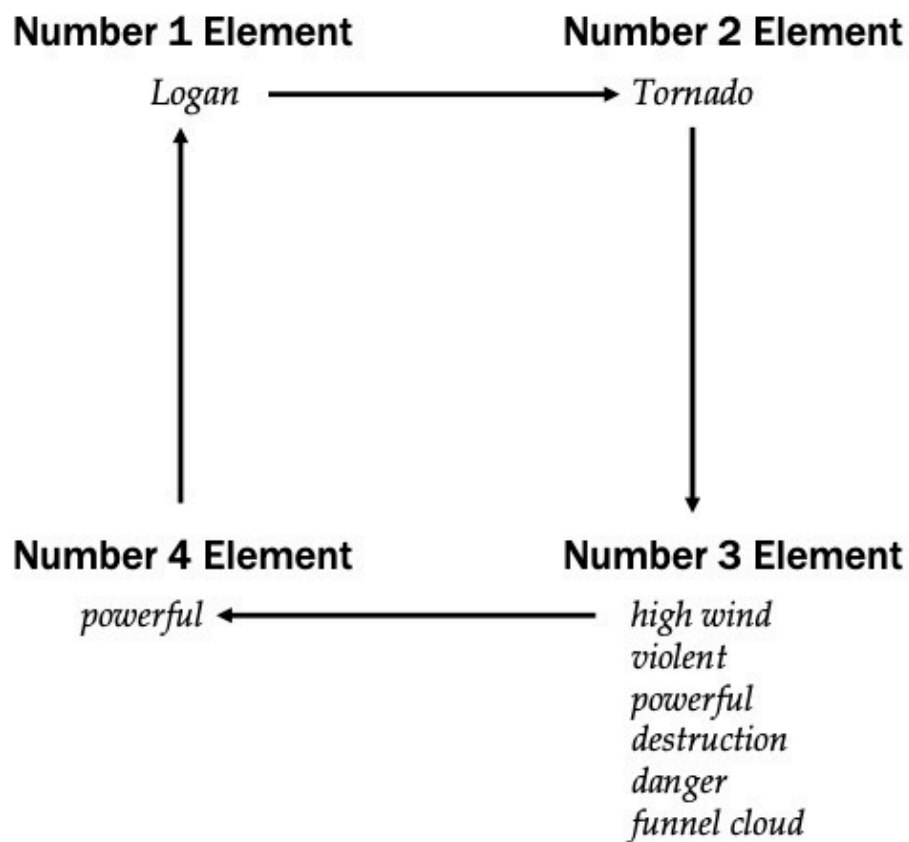 Number 1 Element
Number 2 Element
Logan
Tornado
Number 4 Element
Number 3 Element
powerful
high wind
violent
powerful
destruction
danger
funnel cloud